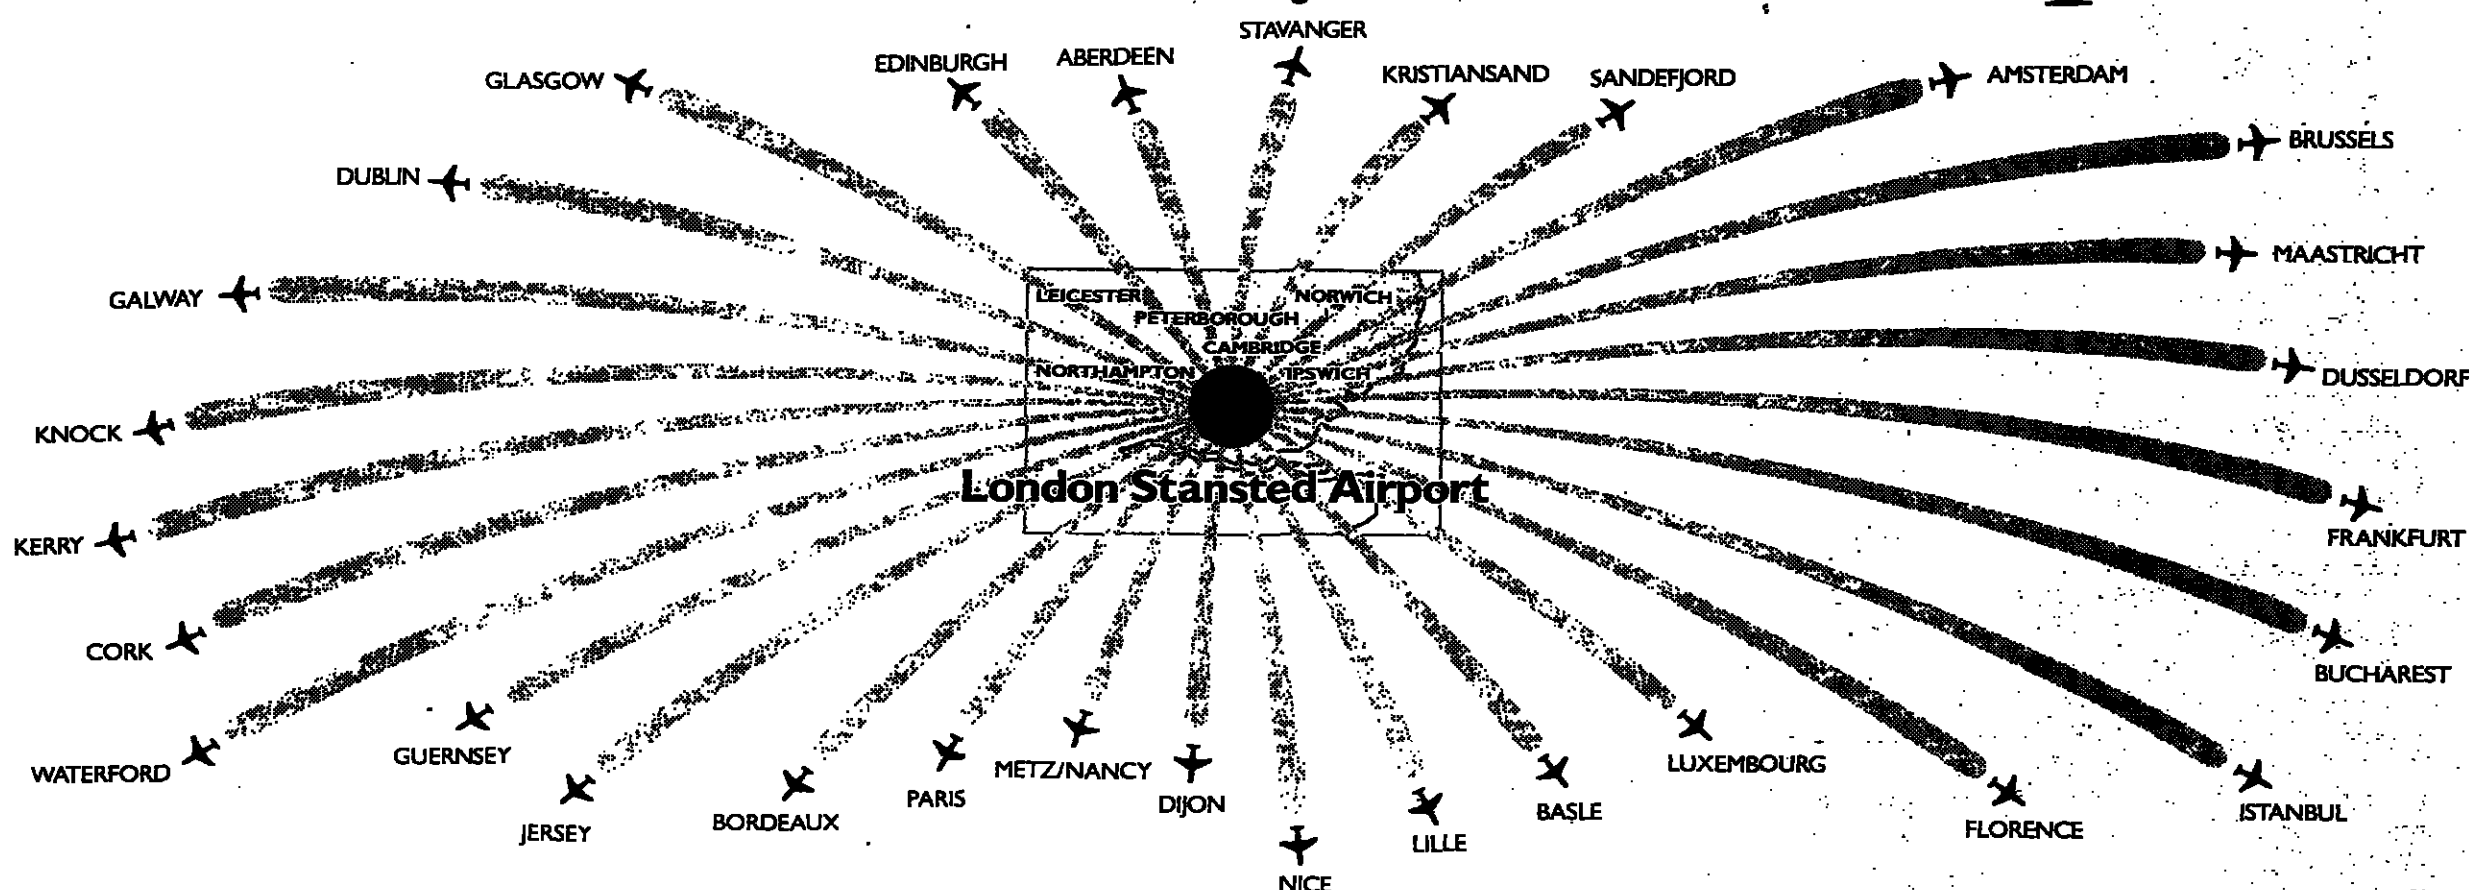 STAVANGER
EDINBURGH
ABERDEEN
GLASGOW
KRISTIANSAND
SANDEFJORD
AMSTERDAM
BRUSSELS
DUBLIN
MAASTRICHT
GALWAY
LEICESTER
NORWICH
PETERBOROUGH
CAMBRIDGE
NORTHAMPTON
IPSWICH
DUSSELDORF
KNOCK
London Stansted Airport
KERRY
FRANKFURT
CORK
BUCHAREST
WATERFORD
GUERNSEY
METZ/NANCY
LUXEMBOURG
PARIS
DIJON
BASLE
ISTANBUL
JERSEY
BORDEAUX
LILLE
FLORENCE
NICE